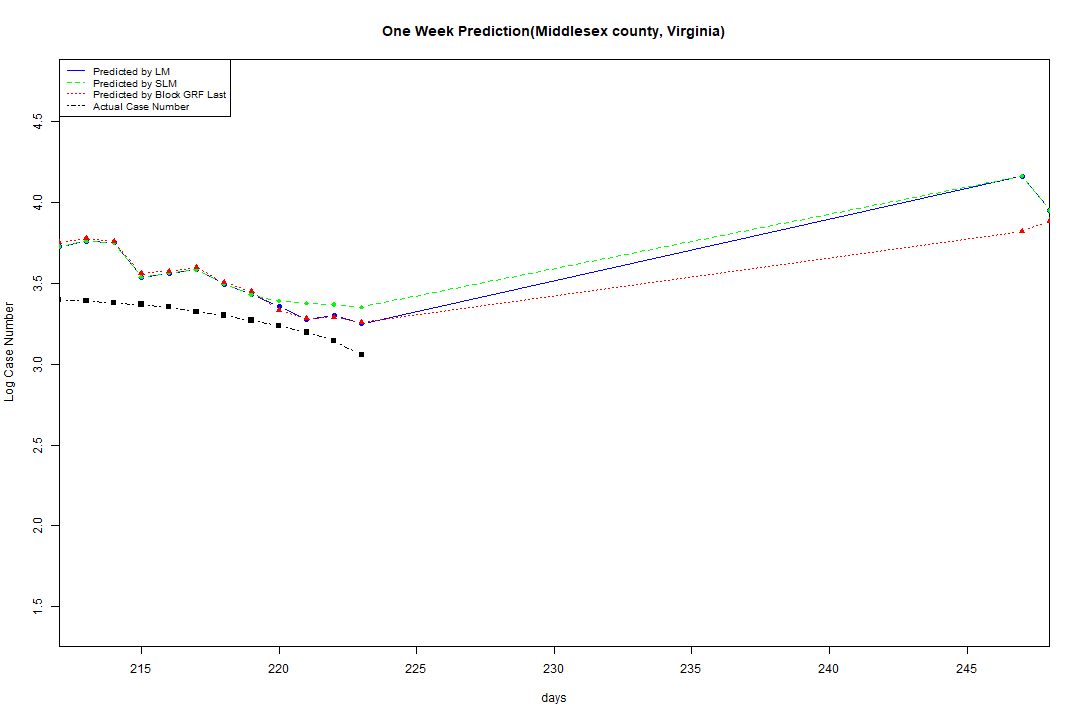 One Week Prediction(Middlesex county, Virginia)
Predicted by LM
Predicted by SLM
Predicted by Block GRF Last
Actual Case Number
4.5
4.0
3.5
3.0
2.5
2.0
1.5
Log Case Number
215
220
225
230
235
240
245
days